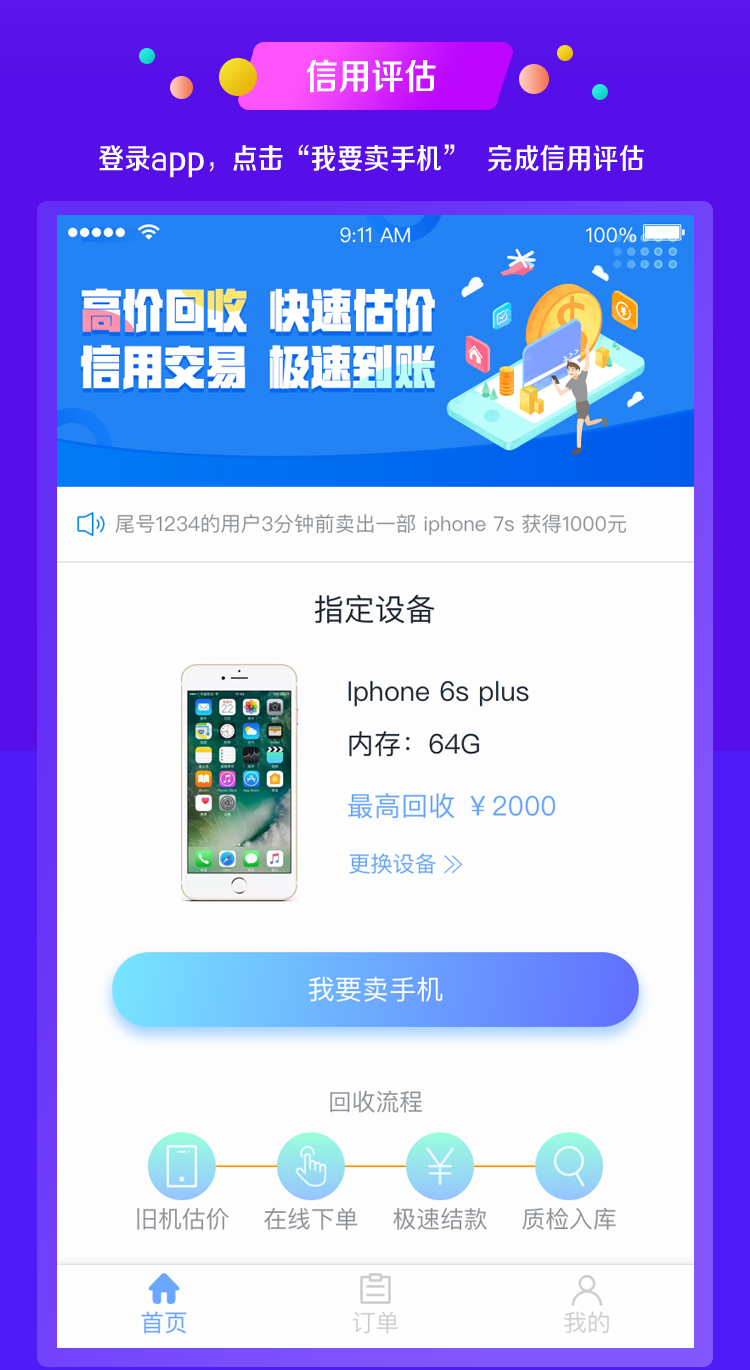 信用评估
登录app，点击“我要卖手机” 完成信用评估
9:11 AM
100%
高价回收 快速估价
信用交易 极速到账
尾号1234的用户3分钟前卖出一部 iphone 7s 获得1000元
指定设备
Iphone 6s plus
内存：64G
最高回收 ￥2000
更换设备
我要卖手机
回收流程
旧机估价 在线下单 极速结款 质检入库
首页 订单 我的